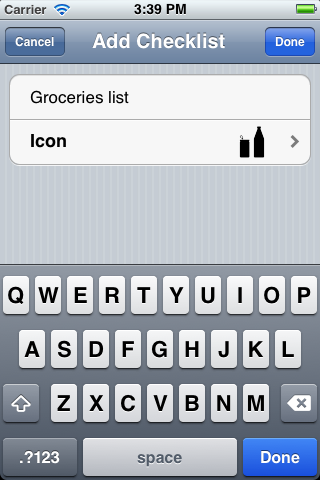 Carrier 3:39 PM
Cancel Add Checklist Done
Groceries list
Icon
Q W E R T Y U I O P
A S D F G H J K L
Z X C V B N M
.?123 space Done